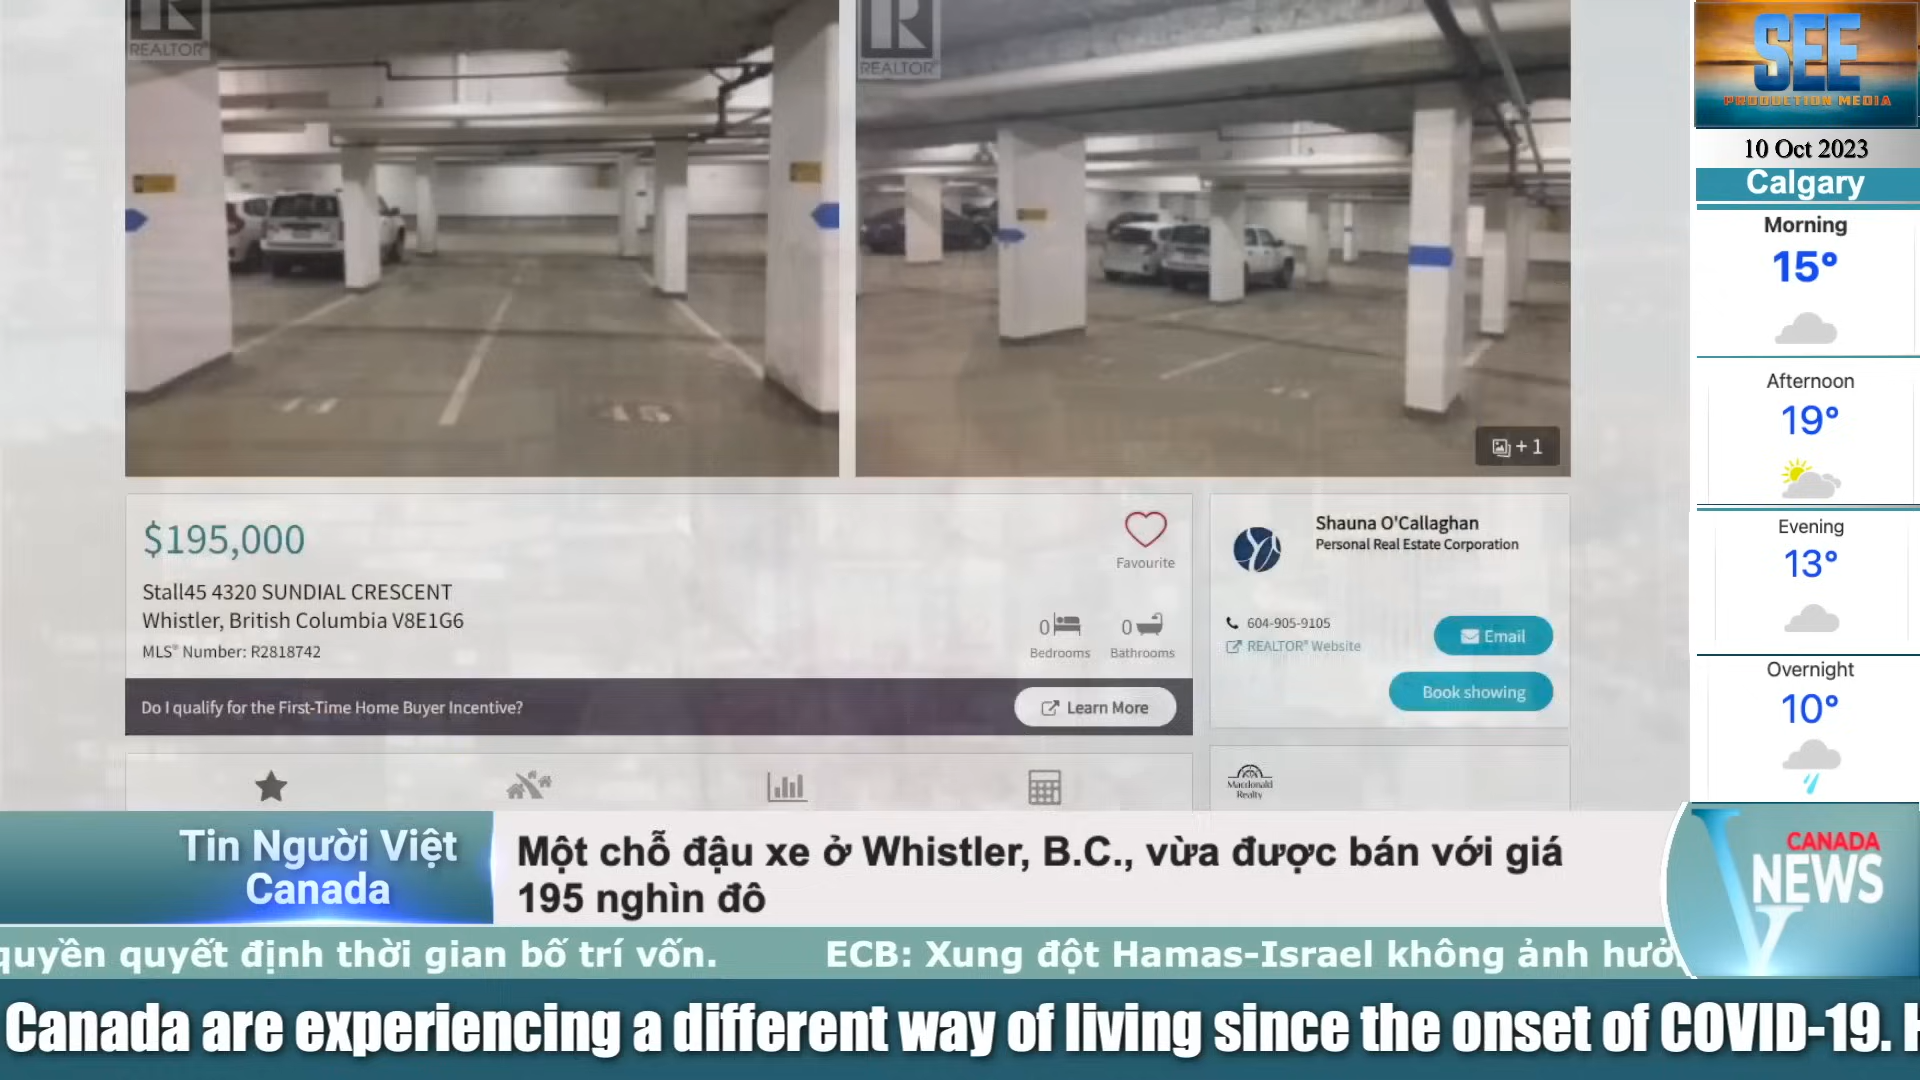 REALTOR®
REALTOR®
+ 1
$195,000
Favourite
Stall45 4320 SUNDIAL CRESCENT
Whistler, British Columbia V8E1G6
MLS® Number: R2818742
0
Bedrooms
0
Bathrooms
Do I qualify for the First-Time Home Buyer Incentive?
Learn More
Shauna O'Callaghan
Personal Real Estate Corporation
604-905-9105
REALTOR® Website
Email
Book showing
Macdonald
Realty
SEE
PRODUCTION MEDIA
10 Oct 2023
Calgary
Morning
15°
Afternoon
19°
Evening
13°
Overnight
10°
Tin Người Việt
Canada
Một chỗ đậu xe ở Whistler, B.C., vừa được bán với giá
195 nghìn đô
CANADA
V NEWS
quyền quyết định thời gian bố trí vốn. ECB: Xung đột Hamas-Israel không ảnh hưở
Canada are experiencing a different way of living since the onset of COVID-19. H